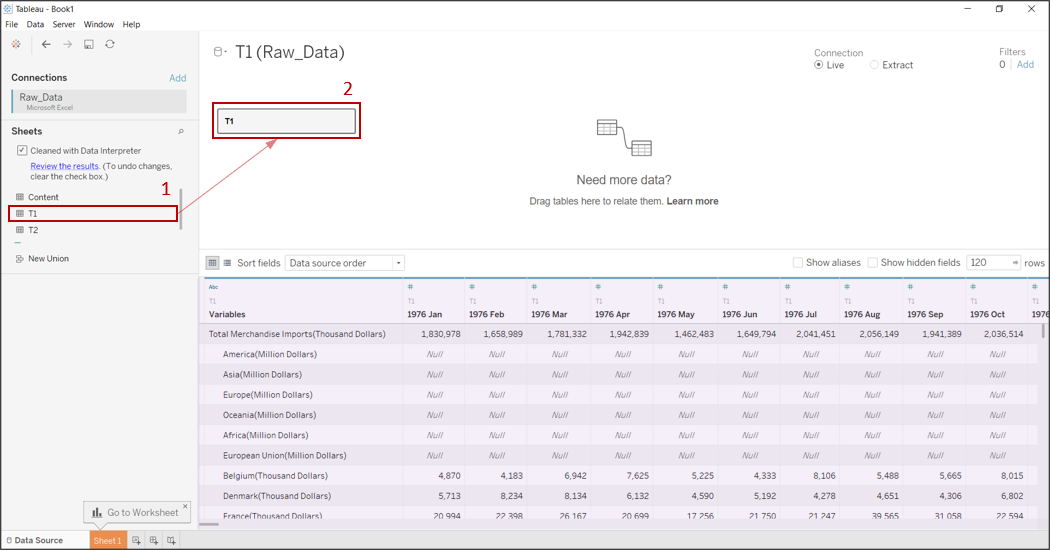 Tableau - Book1
File Data Server Window Help
Connections Add
Raw_Data
Microsoft Excel
Sheets
Cleaned with Data Interpreter
Review the results. (To undo changes,
clear the check box.)
1
Content
T1
T2
New Union
T1 (Raw_Data)
Connection
Live Extract
Filters
0 Add
2
T1
Need more data?
Drag tables here to relate them. Learn more
Sort fields Data source order Show aliases Show hidden fields 120 rows
Abc # # # # # # # # # # #
T1 T1 T1 T1 T1 T1 T1 T1 T1 T1 T1 T1
Variables 1976 Jan 1976 Feb 1976 Mar 1976 Apr 1976 May 1976 Jun 1976 Jul 1976 Aug 1976 Sep 1976 Oct 1976
Total Merchandise Imports(Thousand Dollars) 1,830,978 1,658,989 1,781,332 1,942,839 1,462,483 1,649,794 2,041,451 2,056,149 1,941,389 2,036,514
America(Million Dollars) Null Null Null Null Null Null Null Null Null Null
Asia(Million Dollars) Null Null Null Null Null Null Null Null Null Null
Europe(Million Dollars) Null Null Null Null Null Null Null Null Null Null
Oceania(Million Dollars) Null Null Null Null Null Null Null Null Null Null
Africa(Million Dollars) Null Null Null Null Null Null Null Null Null Null
European Union(Million Dollars) Null Null Null Null Null Null Null Null Null Null
Belgium(Thousand Dollars) 4,870 4,183 6,942 7,625 5,225 4,333 8,106 5,488 5,665 8,015
Denmark(Thousand Dollars) 5,713 8,234 8,134 6,132 4,590 5,192 4,278 4,651 4,306 6,802
France(Thousand Dollars) 20,994 22,398 26,167 20,699 17,256 21,750 21,247 39,565 31,058 22,594
Go to Worksheet
Data Source Sheet 1